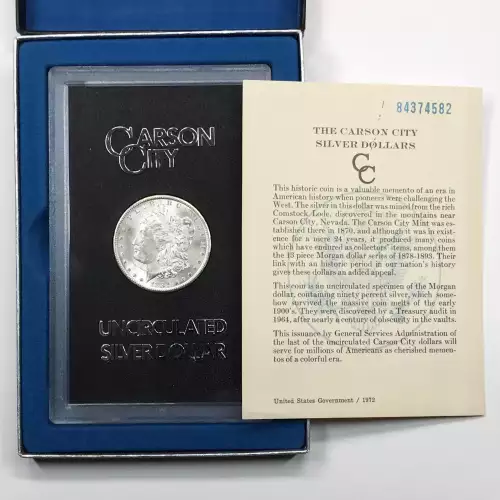 CARSON
CITY
UNCIRCULATED
SILVER DOLLAR
84374582
THE CARSON CITY
SILVER DOLLARS
CC
This historic coin is a valuable memento of an era in
American history when pioneers were challenging the
West. The silver in this dollar was mined from the rich
Comstock Lode, discovered in the mountains near
Carson City, Nevada. The Carson City Mint was es-
tablished there in 1870, and although it was in exist-
ence for a mere 24 years, it produced many coins
which have endured as collectors' items, among them
the 13 piece Morgan dollar series of 1878-1893. Their
link with an historic period in our nation's history
gives these dollars an added appeal.
This coin is an uncirculated specimen of the Morgan
dollar, containing ninety percent silver, which some-
how survived the massive coin melts of the early
1900's. They were discovered by a Treasury audit in
1964, after nearly a century of obscurity in the vaults.
This issuance by General Services Administration of
the last of the uncirculated Carson City dollars will
serve for millions of Americans as cherished memen-
tos of a colorful era.
United States Government / 1972